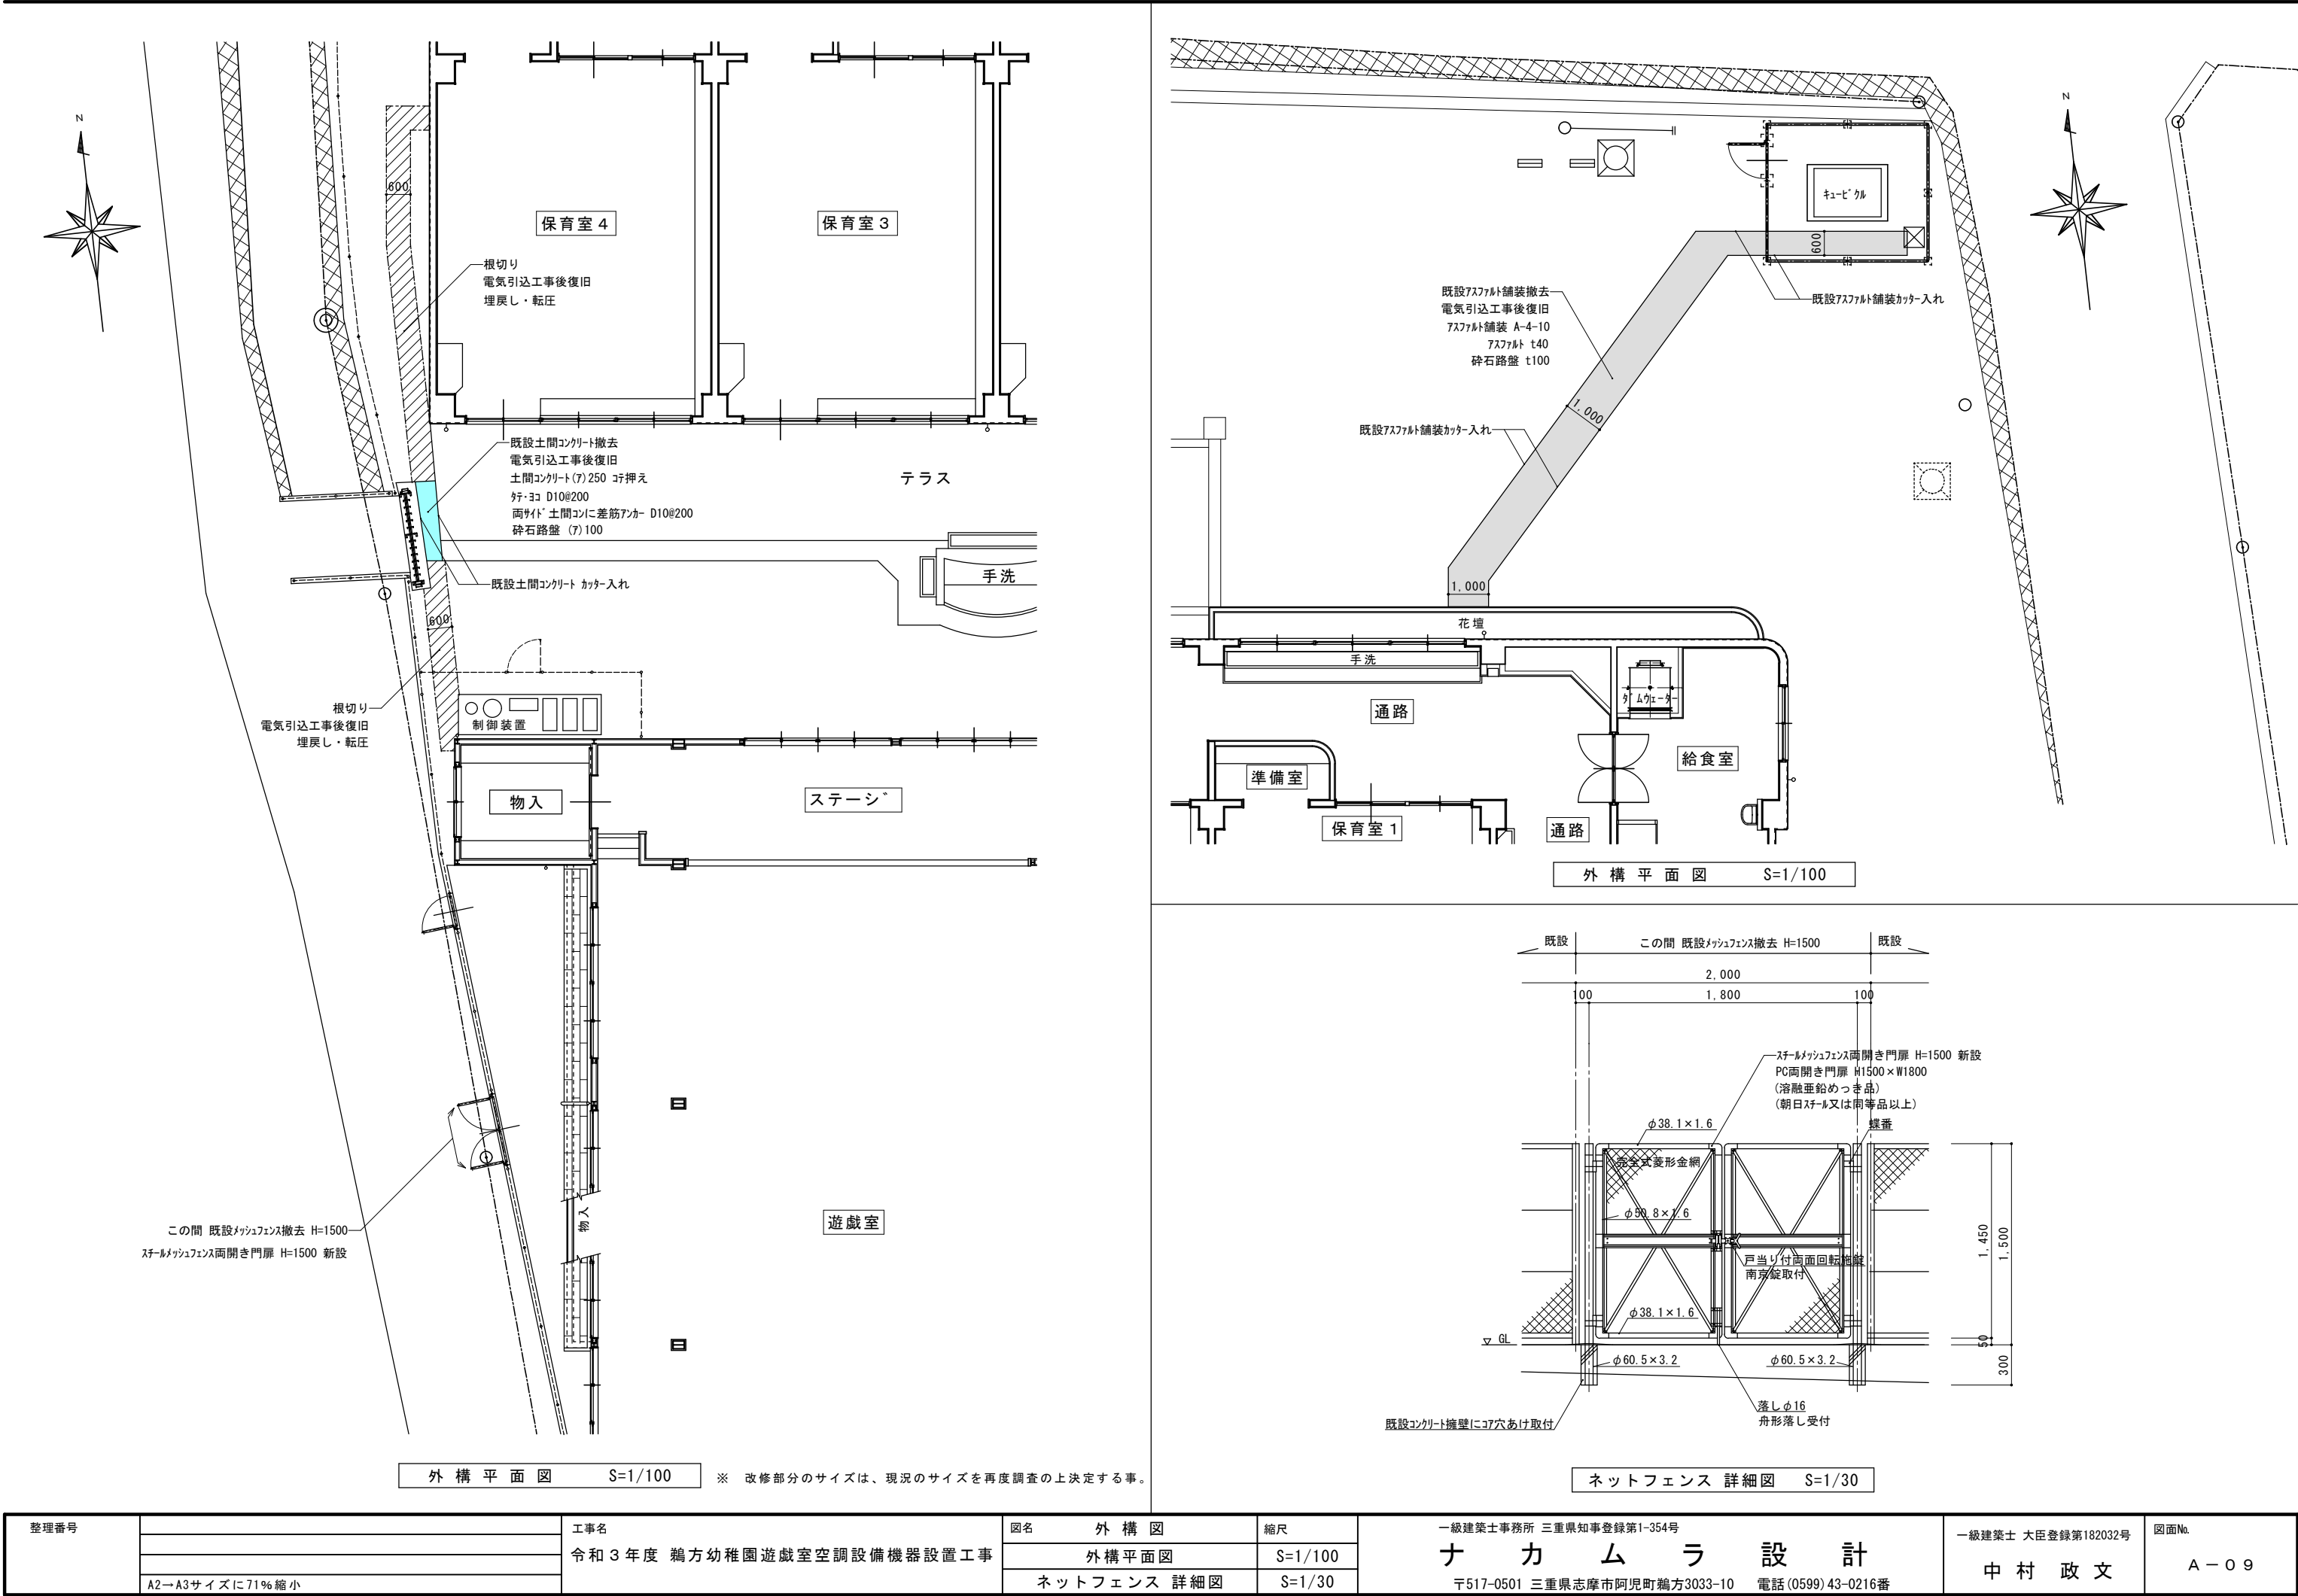 N
600
保育室４
保育室３
根切り
電気引込工事後復旧
埋戻し・転圧
既設土間ｺﾝｸﾘｰﾄ撤去
電気引込工事後復旧
土間ｺﾝｸﾘｰﾄ(ｱ)250 ｺﾃ押え
ﾀﾃ・ﾖｺ D10@200
両ｻｲﾄﾞ土間ｺﾝに差筋ｱﾝｶｰ D10@200
砕石路盤 (ｱ)100
テラス
手洗
既設土間ｺﾝｸﾘｰﾄ ｶｯﾀｰ入れ
600
根切り
電気引込工事後復旧
埋戻し・転圧
制御装置
物入
ステージ
物入
遊戯室
この間 既設ﾒｯｼｭﾌｪﾝｽ撤去 H=1500
ｽﾁｰﾙﾒｯｼｭﾌｪﾝｽ両開き門扉 H=1500 新設
外構平面図 S=1/100
※ 改修部分のサイズは、現況のサイズを再度調査の上決定する事。
N
ｷｭｰﾋﾞｸﾙ
600
既設ｱｽﾌｧﾙﾄ舗装撤去
電気引込工事後復旧
ｱｽﾌｧﾙﾄ舗装 A-4-10
ｱｽﾌｧﾙﾄ t40
砕石路盤 t100
既設ｱｽﾌｧﾙﾄ舗装ｶｯﾀｰ入れ
1,000
既設ｱｽﾌｧﾙﾄ舗装ｶｯﾀｰ入れ
1,000
花壇
手洗
ﾀﾞﾑｳｪｰﾀｰ
通路
給食室
準備室
保育室１
通路
外構平面図 S=1/100
既設
この間 既設ﾒｯｼｭﾌｪﾝｽ撤去 H=1500
既設
2,000
100
1,800
100
ｽﾁｰﾙﾒｯｼｭﾌｪﾝｽ両開き門扉 H=1500 新設
PC両開き門扉 H1500×W1800
(溶融亜鉛めっき品)
(朝日ｽﾁｰﾙ又は同等品以上)
φ38.1×1.6
蝶番
完全式菱形金網
φ50.8×1.6
戸当り付両面回転施錠
南京錠取付
φ38.1×1.6
1,450
1,500
50
300
▽ GL
φ60.5×3.2
φ60.5×3.2
落しφ16
舟形落し受付
既設ｺﾝｸﾘｰﾄ擁壁にｺｱ穴あけ取付
ネットフェンス 詳細図 S=1/30
整理番号
A2→A3サイズに71%縮小
工事名
令和３年度 鵜方幼稚園遊戯室空調設備機器設置工事
図名 外構図
外構平面図
ネットフェンス 詳細図
縮尺
S=1/100
S=1/30
一級建築士事務所 三重県知事登録第1-354号
ナカムラ設計
〒517-0501 三重県志摩市阿児町鵜方3033-10 電話(0599)43-0216番
一級建築士 大臣登録第182032号
中村 政文
図面No.
Ａ－０９